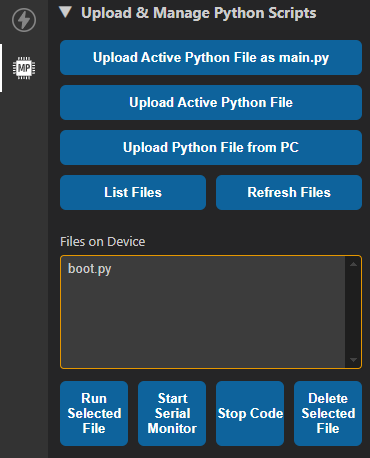 ▼ Upload & Manage Python Scripts
MP
Upload Active Python File as main.py
Upload Active Python File
Upload Python File from PC
List Files
Refresh Files
Files on Device
boot.py
Run
Selected
File
Start
Serial
Monitor
Stop Code
Delete
Selected
File